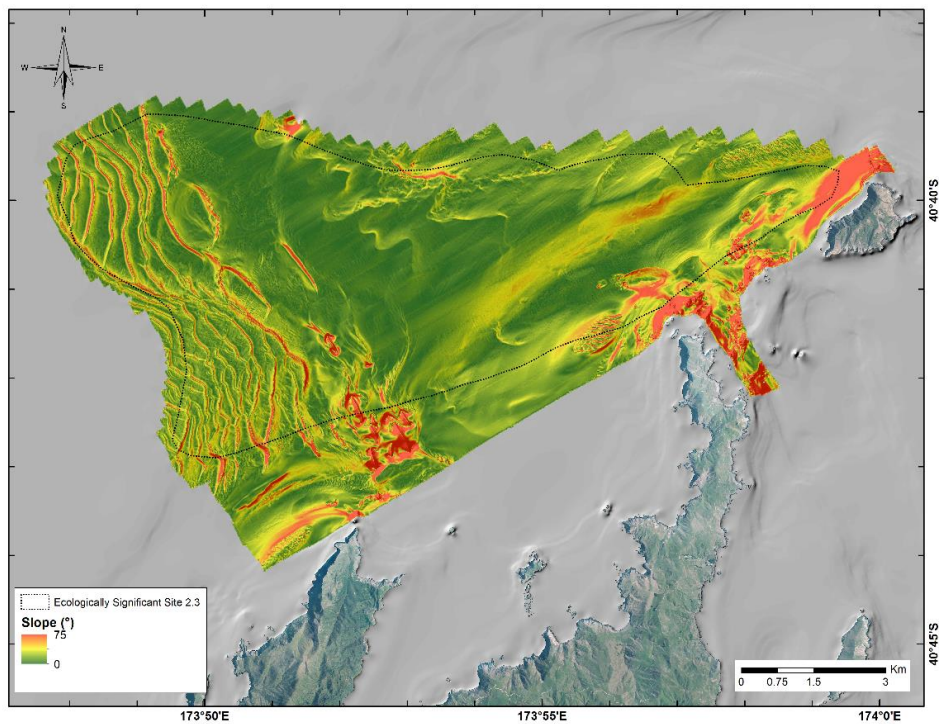 N
W E
S
40°40'S
Ecologically Significant Site 2.3
Slope (°)
75
0
40°45'S
Km
0 0.75 1.5 3
173°50'E 173°55'E 174°0'E